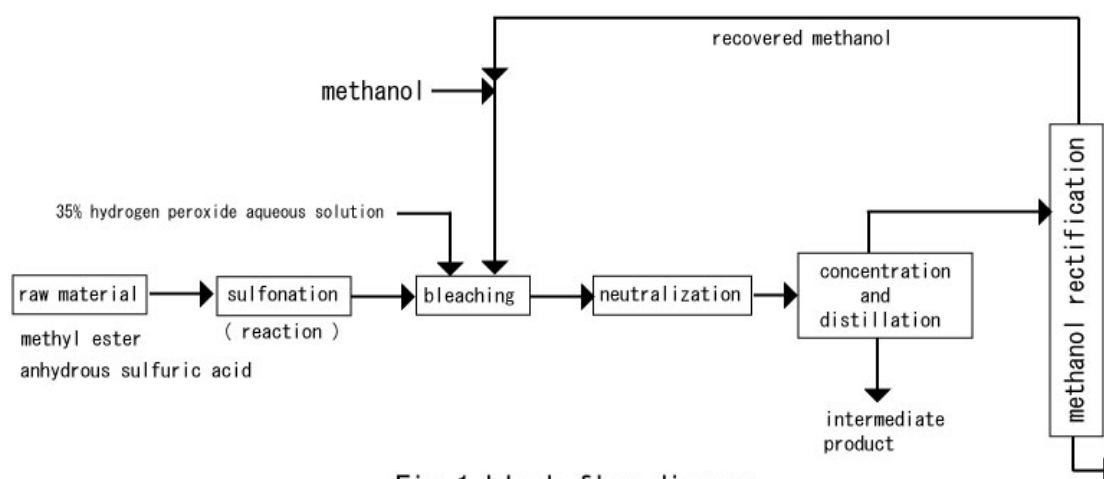 recovered methanol
methanol
35% hydrogen peroxide aqueous solution
raw material
sulfonation
bleaching
neutralization
concentration
and
distillation
methanol rectification
( reaction )
methyl ester
anhydrous sulfuric acid
intermediate
product